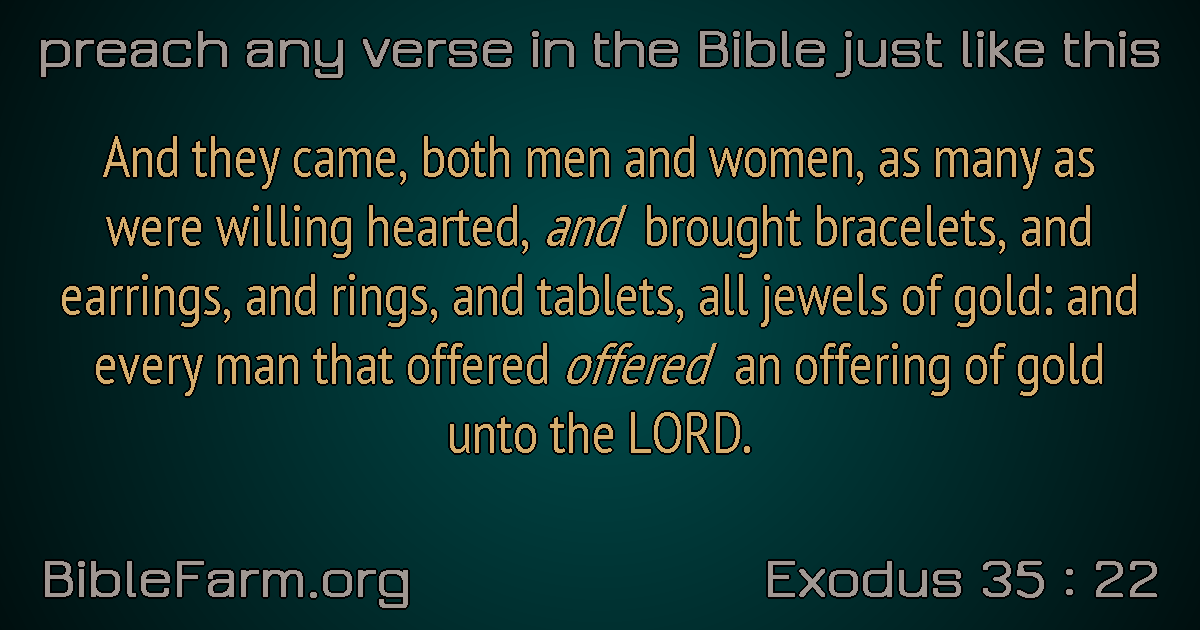 preach any verse in the Bible just like this
And they came, both men and women, as many as
were willing hearted, and brought bracelets, and
earrings, and rings, and tablets, all jewels of gold: and
every man that offered offered an offering of gold
unto the LORD.
BibleFarm.org
Exodus 35 : 22